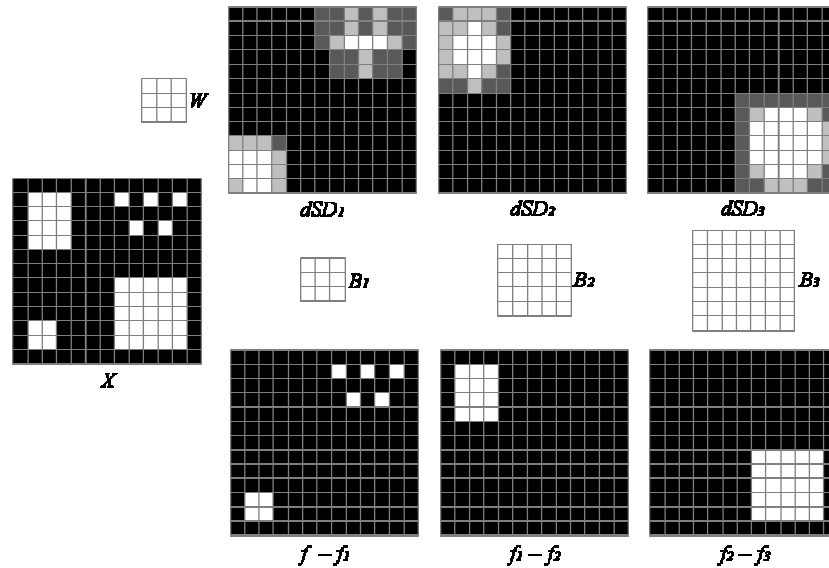 W
dSD₁
dSD₂
dSD₃
B₁
B₂
B₃
X
f - f₁
f₁ - f₂
f₂ - f₃